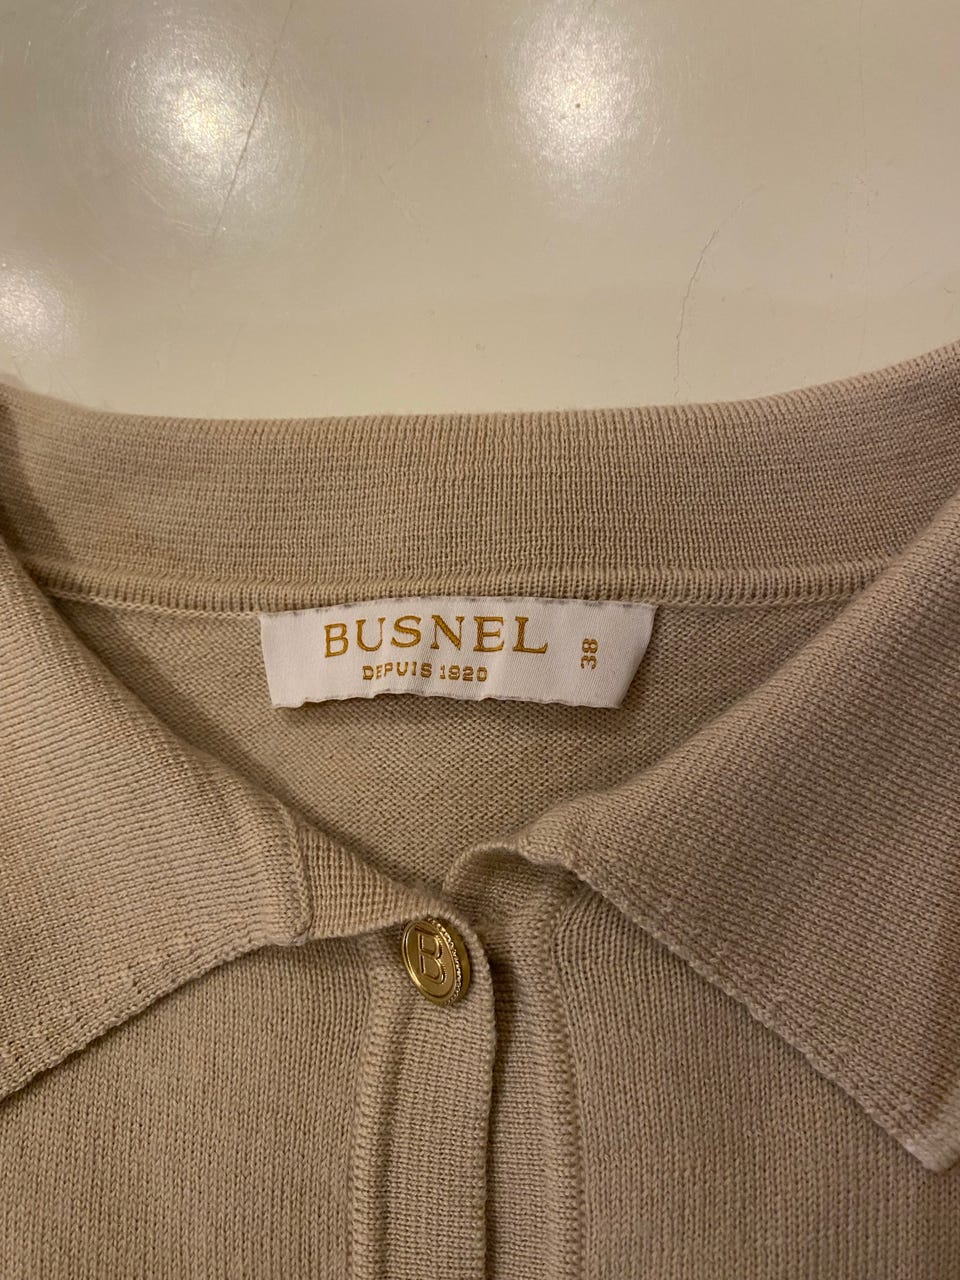 BUSNEL
DEPUIS 1920
38
B